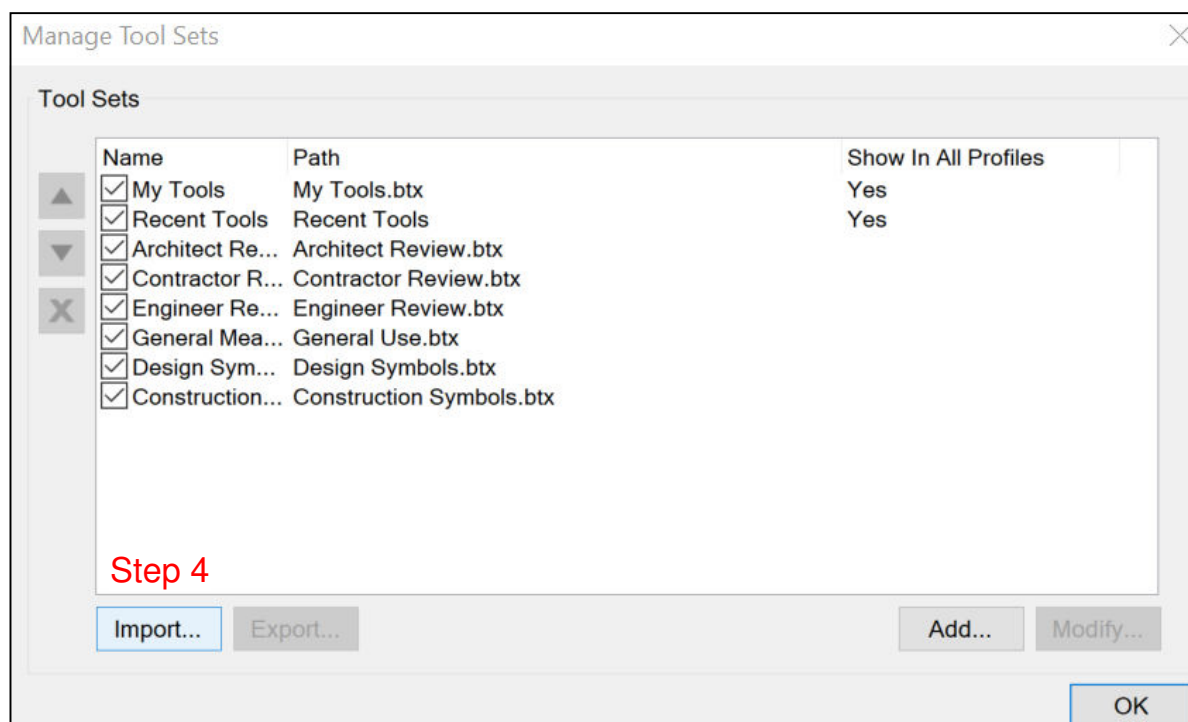 Manage Tool Sets
Tool Sets
Name Path Show In All Profiles
My Tools My Tools.btx Yes
Recent Tools Recent Tools Yes
Architect Re... Architect Review.btx
Contractor R... Contractor Review.btx
Engineer Re... Engineer Review.btx
General Mea... General Use.btx
Design Sym... Design Symbols.btx
Construction... Construction Symbols.btx
Step 4
Import... Export... Add... Modify...
OK